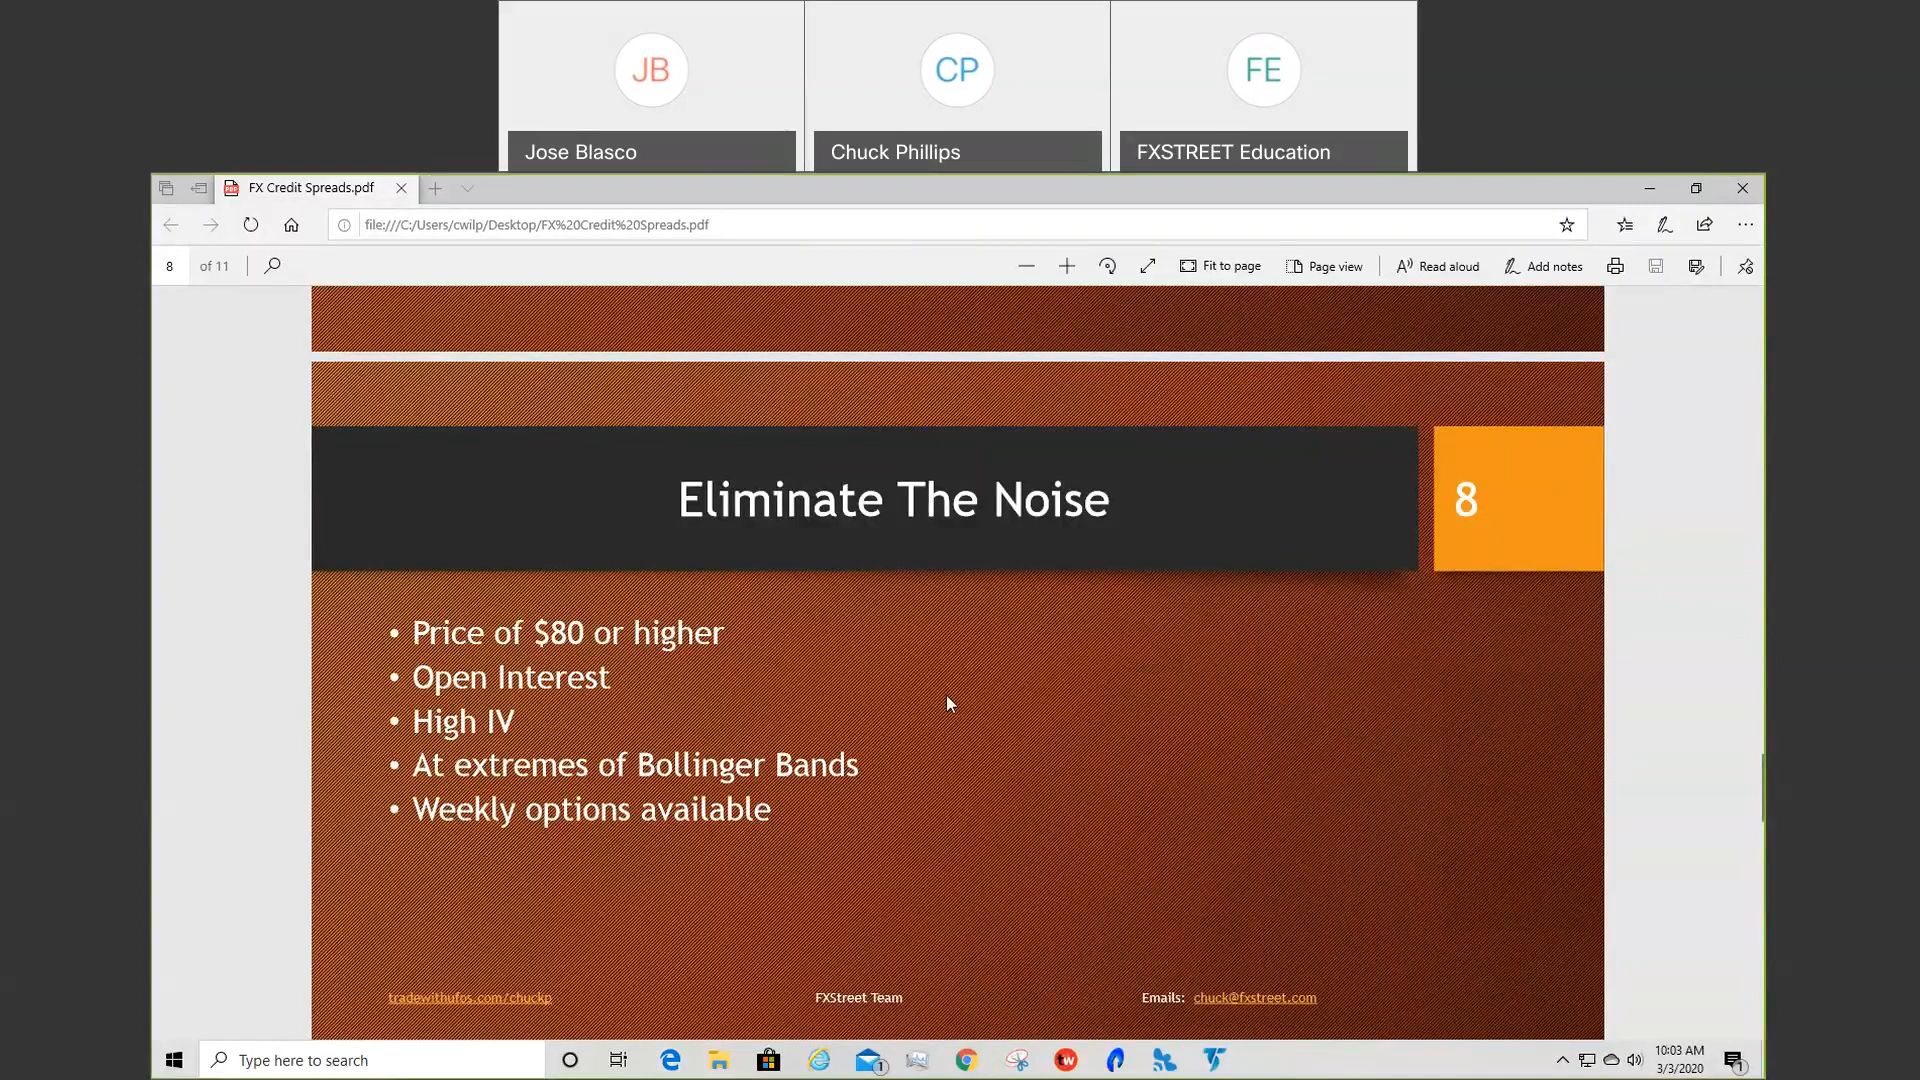 JB
CP
FE
Jose Blasco
Chuck Phillips
FXSTREET Education
FX Credit Spreads.pdf
file:///C:/Users/cwilp/Desktop/FX%20Credit%20Spreads.pdf
8 of 11
Fit to page
Page view
Read aloud
Add notes
Eliminate The Noise
8
• Price of $80 or higher
• Open Interest
• High IV
• At extremes of Bollinger Bands
• Weekly options available
tradewithufos.com/chuckp
FXStreet Team
Emails: chuck@fxstreet.com
Type here to search
1
tw
10:03 AM
3/3/2020
1